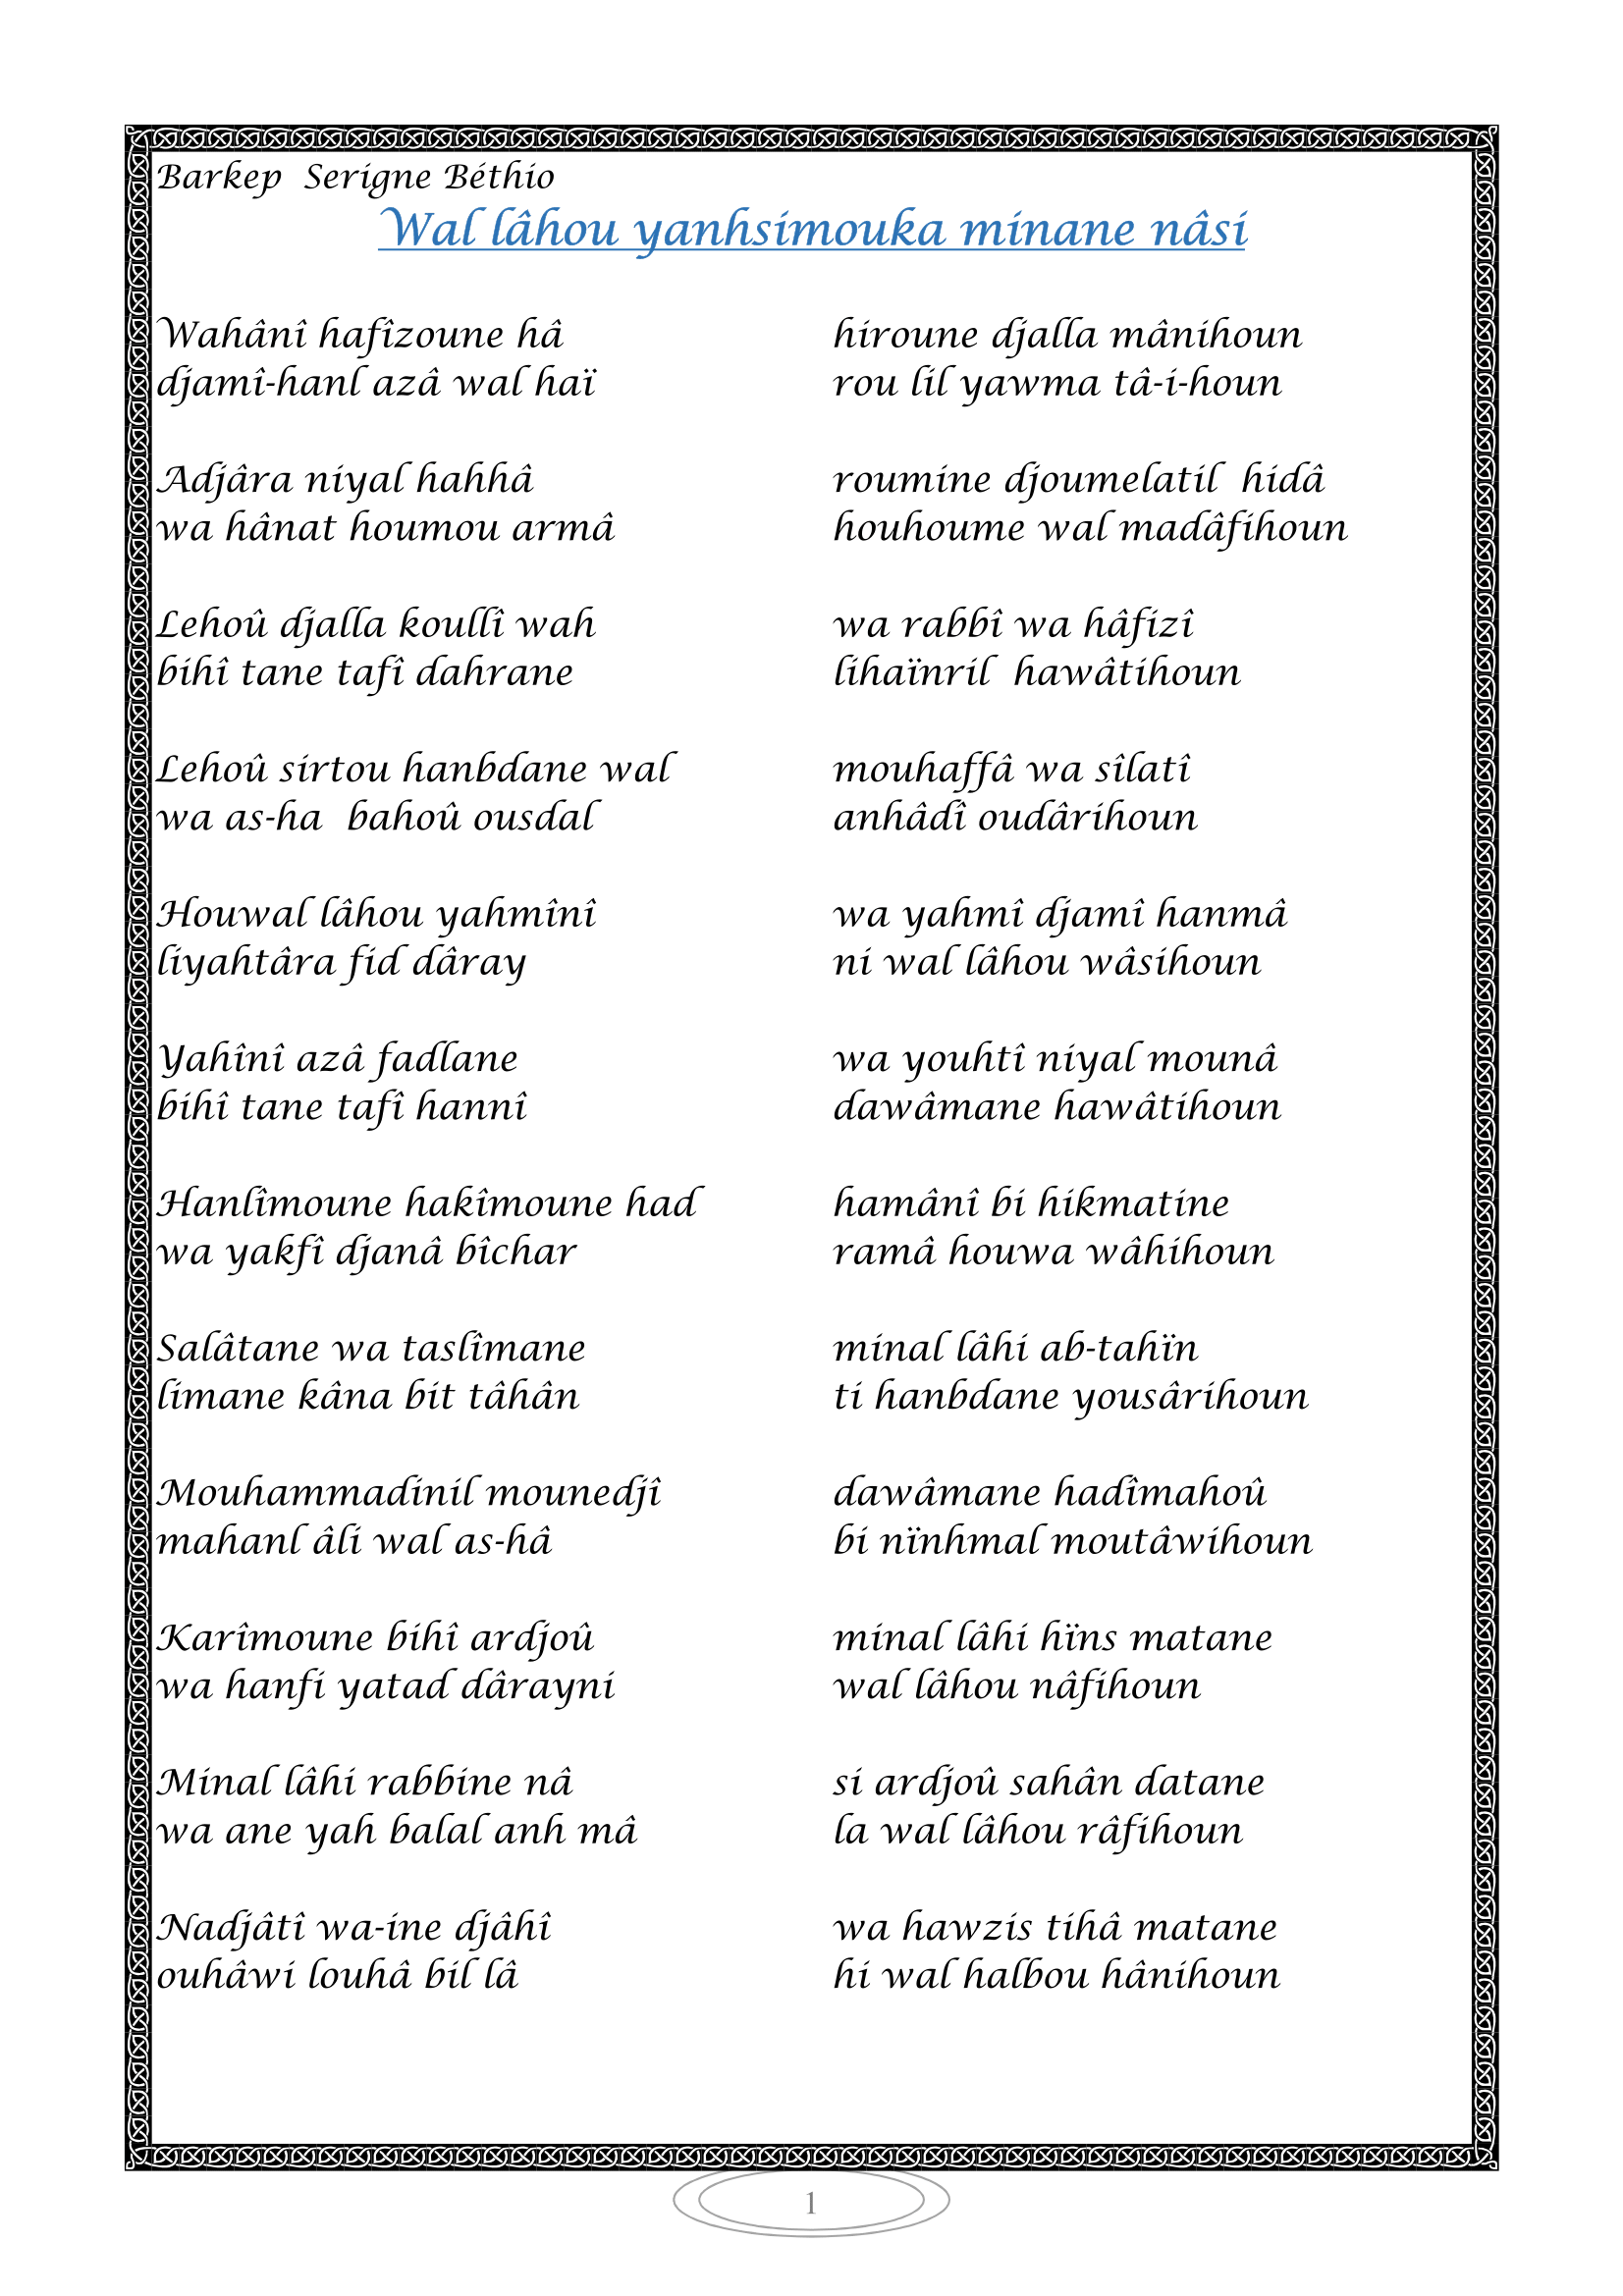 Barkep  Serigne Béthio
Wal lâhou yanhsimouka minane nâsi
Wahânî hafîzoune hâ hiroune djalla mânihoun
djamî-hanl azâ wal haï rou lil yawma tâ-i-houn
Adjâra niyal hahhâ roumine djoumelatil  hidâ
wa hânat houmou armâ houhoume wal madâfihoun
Lehoû djalla koullî wah wa rabbî wa hâfizî
bihî tane tafî dahrane lihaïnril  hawâtihoun
Lehoû sirtou hanbdane wal mouhaffâ wa sîlatî
wa as-ha  bahoû ousdal anhâdî oudârihoun
Houwal lâhou yahmînî wa yahmî djamî hanmâ
liyahtâra fid dâray ni wal lâhou wâsihoun
Yahînî azâ fadlane wa youhtî niyal mounâ
bihî tane tafî hannî dawâmane hawâtihoun
Hanlîmoune hakîmoune had hamânî bi hikmatine
wa yakfî djanâ bîchar ramâ houwa wâhihoun
Salâtane wa taslîmane minal lâhi ab-tahïn
limane kâna bit tâhân ti hanbdane yousârihoun
Mouhammadinil mounedjî dawâmane hadîmahoû
mahanl âli wal as-hâ bi nïnhmal moutâwihoun
Karîmoune bihî ardjoû minal lâhi hïns matane
wa hanfi yatad dârayni wal lâhou nâfihoun
Minal lâhi rabbine nâ si ardjoû sahân datane
wa ane yah balal anh mâ la wal lâhou râfihoun
Nadjâtî wa-ine djâhî wa hawzis tihâ matane
ouhâwi louhâ bil lâ hi wal halbou hânihoun
1